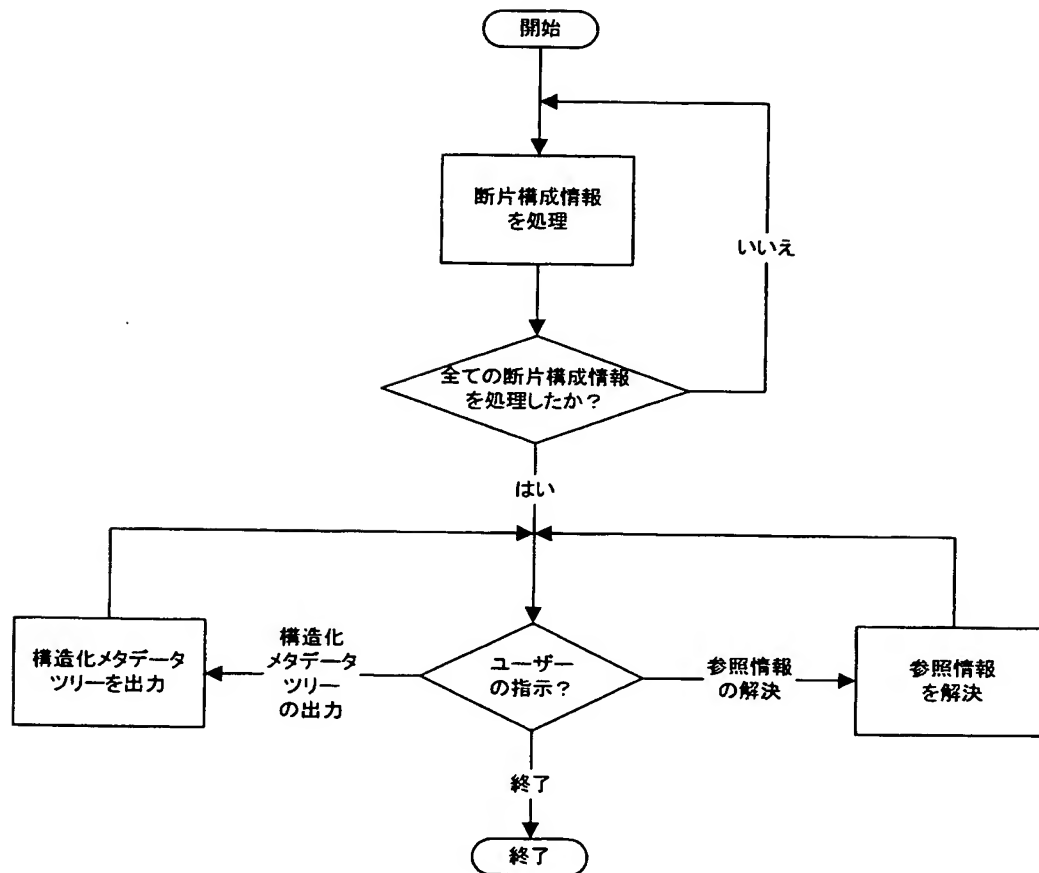 開始
断片構成情報
を処理
いいえ
全ての断片構成情報
を処理したか？
はい
構造化メタデータ
ツリーを出力
構造化
メタデータ
ツリー
の出力
ユーザー
の指示？
参照情報
の解決
参照情報
を解決
終了
終了